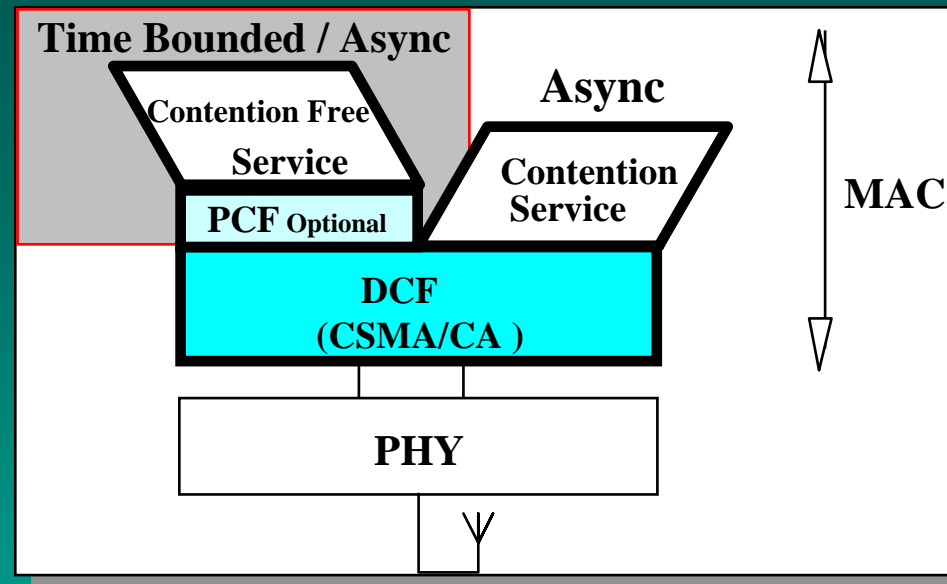 Time Bounded / Async
Contention Free
Service
PCF Optional
Async
Contention
Service
MAC
DCF
(CSMA/CA )
PHY